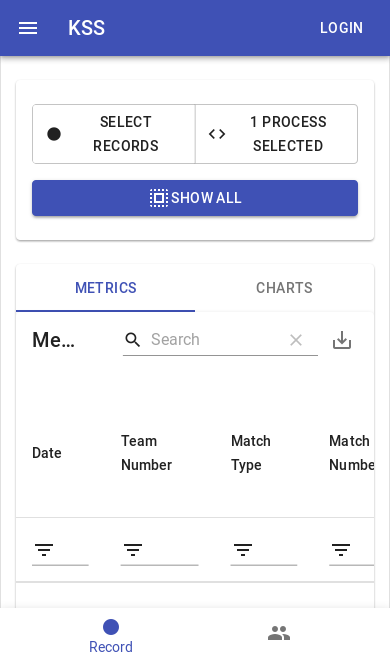 KSS
LOGIN
SELECT
RECORDS
1 PROCESS
SELECTED
SHOW ALL
METRICS
CHARTS
Me...
Search
Date
Team
Number
Match
Type
Match
Numbe
Record